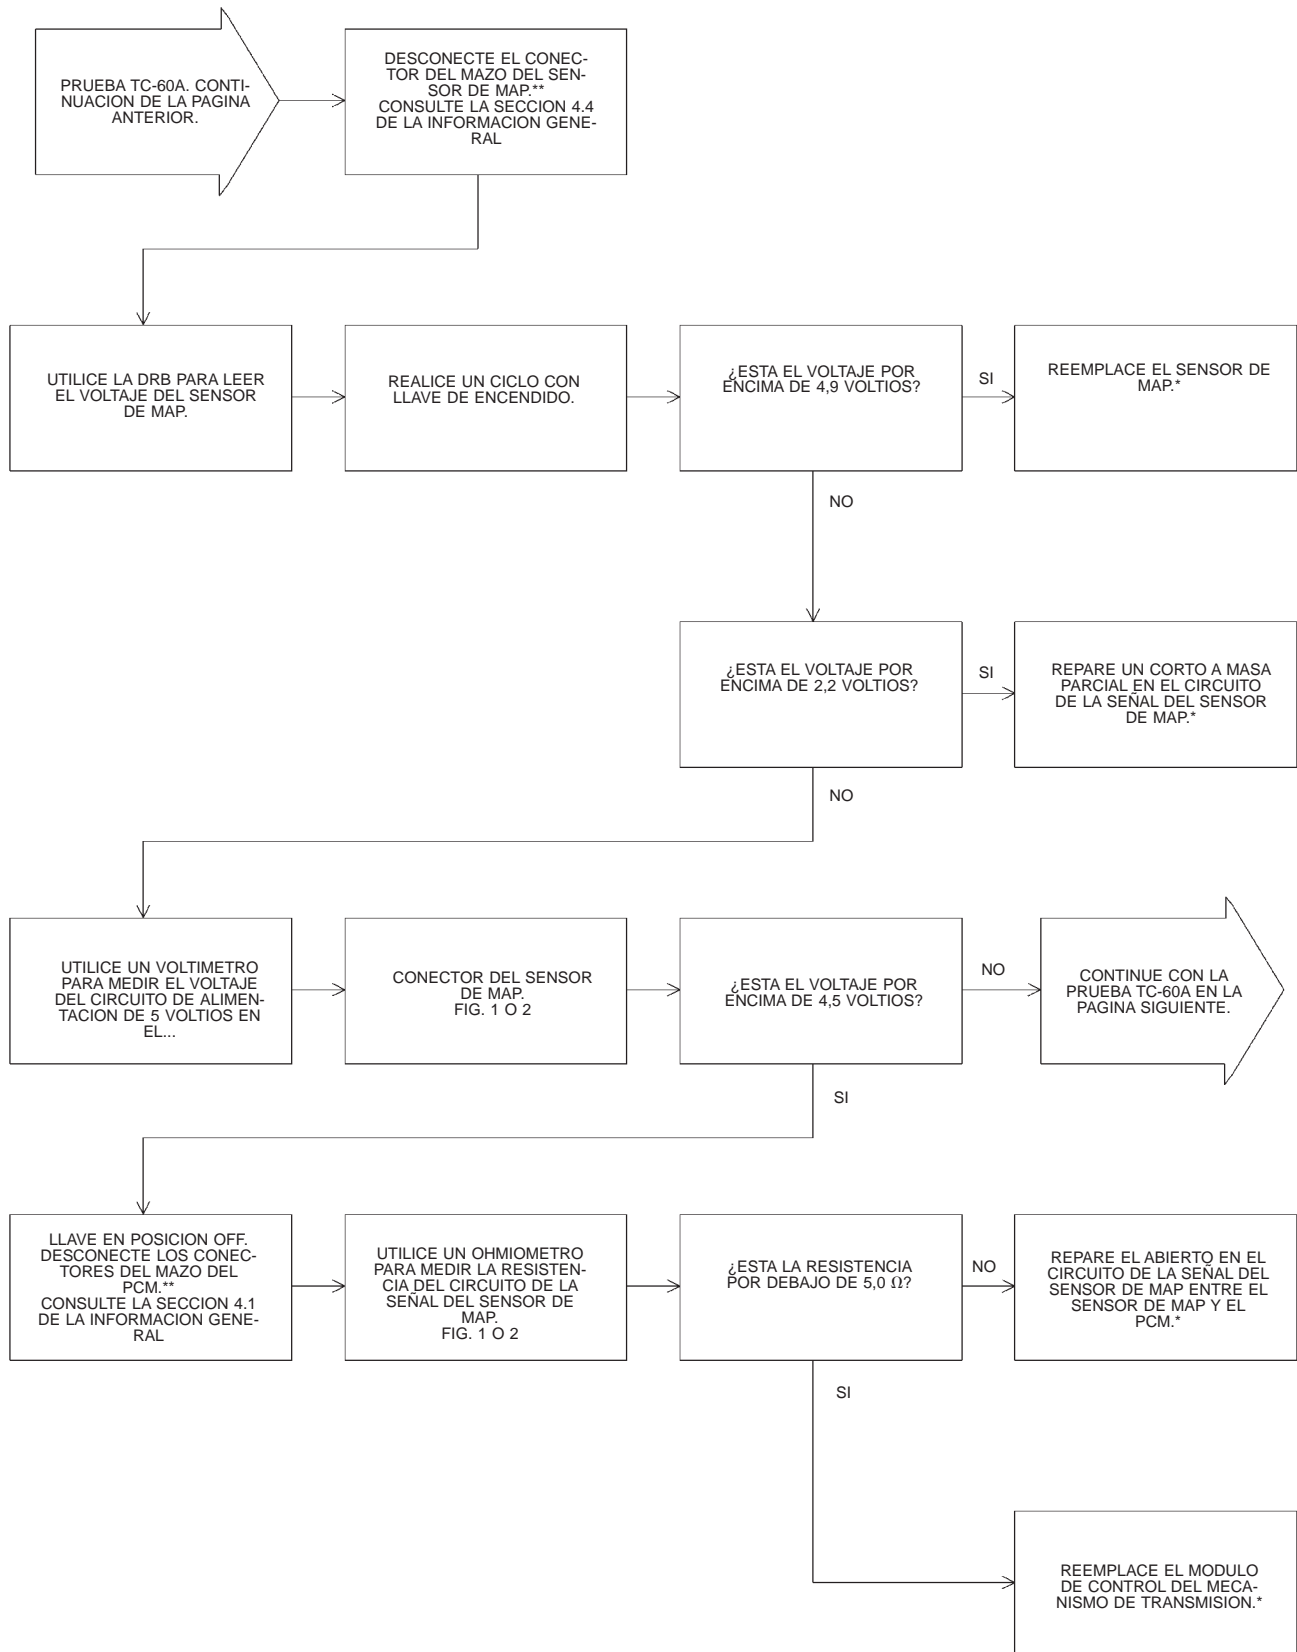 PRUEBA TC-60A. CONTI-
NUACION DE LA PAGINA
ANTERIOR.
DESCONECTE EL CONEC-
TOR DEL MAZO DEL SEN-
SOR DE MAP.**
CONSULTE LA SECCION 4.4
DE LA INFORMACION GENE-
RAL
UTILICE LA DRB PARA LEER
EL VOLTAJE DEL SENSOR
DE MAP.
REALICE UN CICLO CON
LLAVE DE ENCENDIDO.
¿ESTA EL VOLTAJE POR
ENCIMA DE 4,9 VOLTIOS?
SI
REEMPLACE EL SENSOR DE
MAP.*
NO
¿ESTA EL VOLTAJE POR
ENCIMA DE 2,2 VOLTIOS?
SI
REPARE UN CORTO A MASA
PARCIAL EN EL CIRCUITO
DE LA SEÑAL DEL SENSOR
DE MAP.*
NO
UTILICE UN VOLTIMETRO
PARA MEDIR EL VOLTAJE
DEL CIRCUITO DE ALIMEN-
TACION DE 5 VOLTIOS EN
EL...
CONECTOR DEL SENSOR
DE MAP.
FIG. 1 O 2
¿ESTA EL VOLTAJE POR
ENCIMA DE 4,5 VOLTIOS?
NO
CONTINUE CON LA
PRUEBA TC-60A EN LA
PAGINA SIGUIENTE.
SI
LLAVE EN POSICION OFF.
DESCONECTE LOS CONEC-
TORES DEL MAZO DEL
PCM.**
CONSULTE LA SECCION 4.1
DE LA INFORMACION GENE-
RAL
UTILICE UN OHMIOMETRO
PARA MEDIR LA RESISTEN-
CIA DEL CIRCUITO DE LA
SEÑAL DEL SENSOR DE
MAP.
FIG. 1 O 2
¿ESTA LA RESISTENCIA
POR DEBAJO DE 5,0 Ω?
NO
REPARE EL ABIERTO EN EL
CIRCUITO DE LA SEÑAL DEL
SENSOR DE MAP ENTRE EL
SENSOR DE MAP Y EL
PCM.*
SI
REEMPLACE EL MODULO
DE CONTROL DEL MECA-
NISMO DE TRANSMISION.*